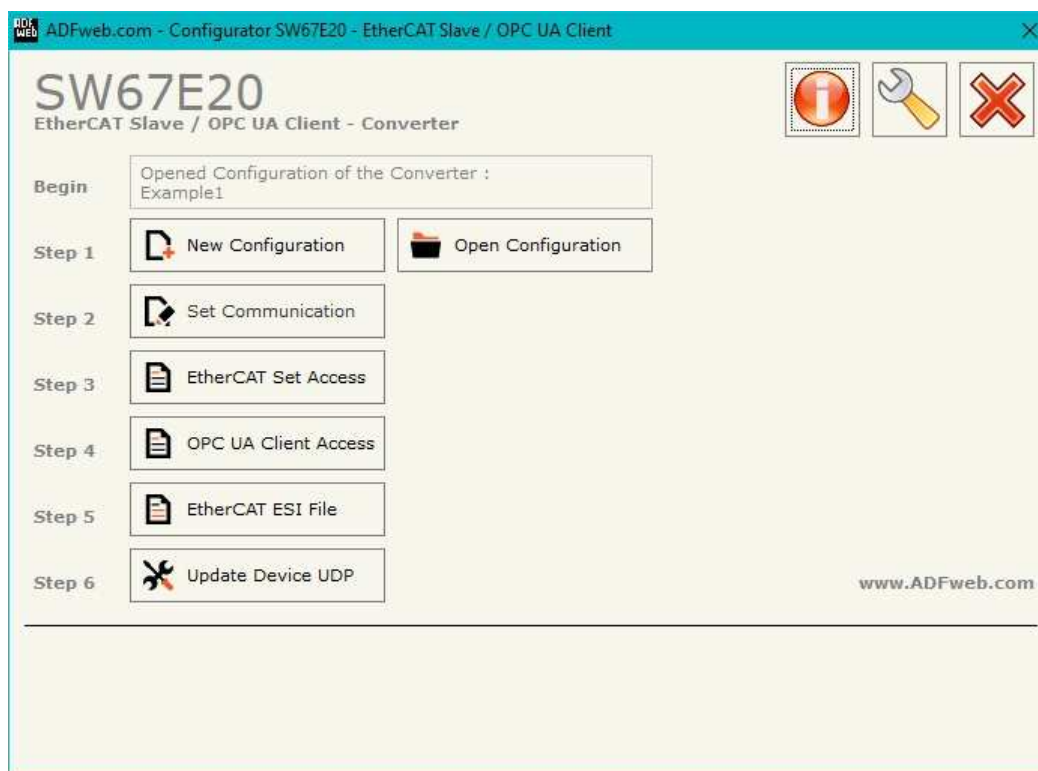 ADF
WEB
ADFweb.com - Configurator SW67E20 - EtherCAT Slave / OPC UA Client
SW67E20
EtherCAT Slave / OPC UA Client - Converter
Begin
Opened Configuration of the Converter :
Example1
Step 1
New Configuration
Open Configuration
Step 2
Set Communication
Step 3
EtherCAT Set Access
Step 4
OPC UA Client Access
Step 5
EtherCAT ESI File
Step 6
Update Device UDP
www.ADFweb.com